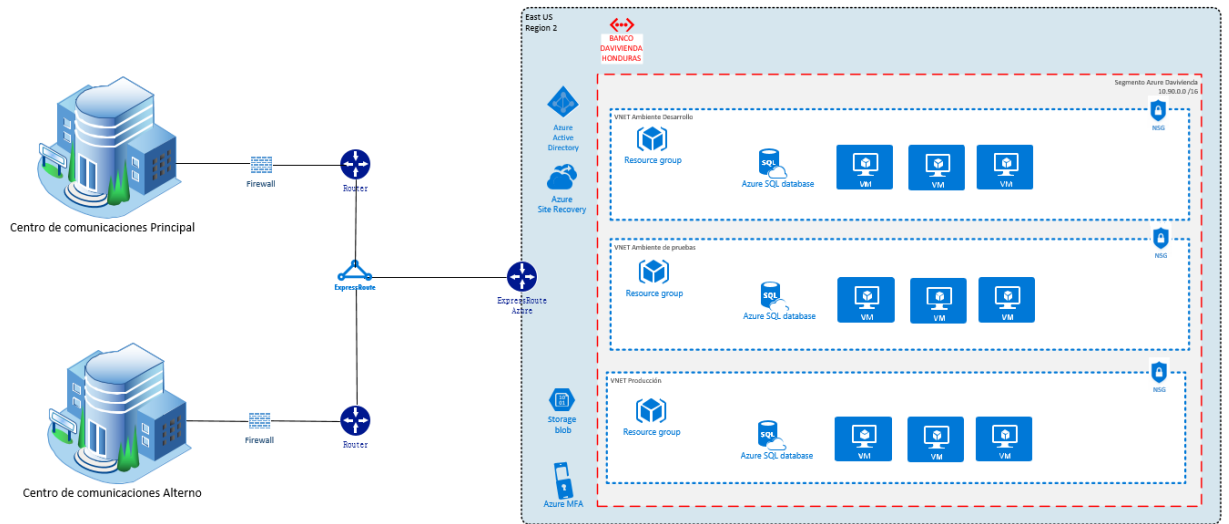 East US
Region 2
BANCO
DAVIVIENDA
HONDURAS
Segmento Azure Davivienda
10.90.0.0 /16
Azure
Active
Directory
Azure
Site Recovery
Storage
blob
Azure MFA
VNET Ambiente Desarrollo
NSG
Resource group
SQL
Azure SQL database
VM
VM
VM
VNET Ambiente de pruebas
NSG
Resource group
SQL
Azure SQL database
VM
VM
VM
VNET Producción
NSG
Resource group
SQL
Azure SQL database
VM
VM
VM
Firewall
Router
Centro de comunicaciones Principal
ExpressRoute
ExpressRoute
Azure
Firewall
Router
Centro de comunicaciones Alterno